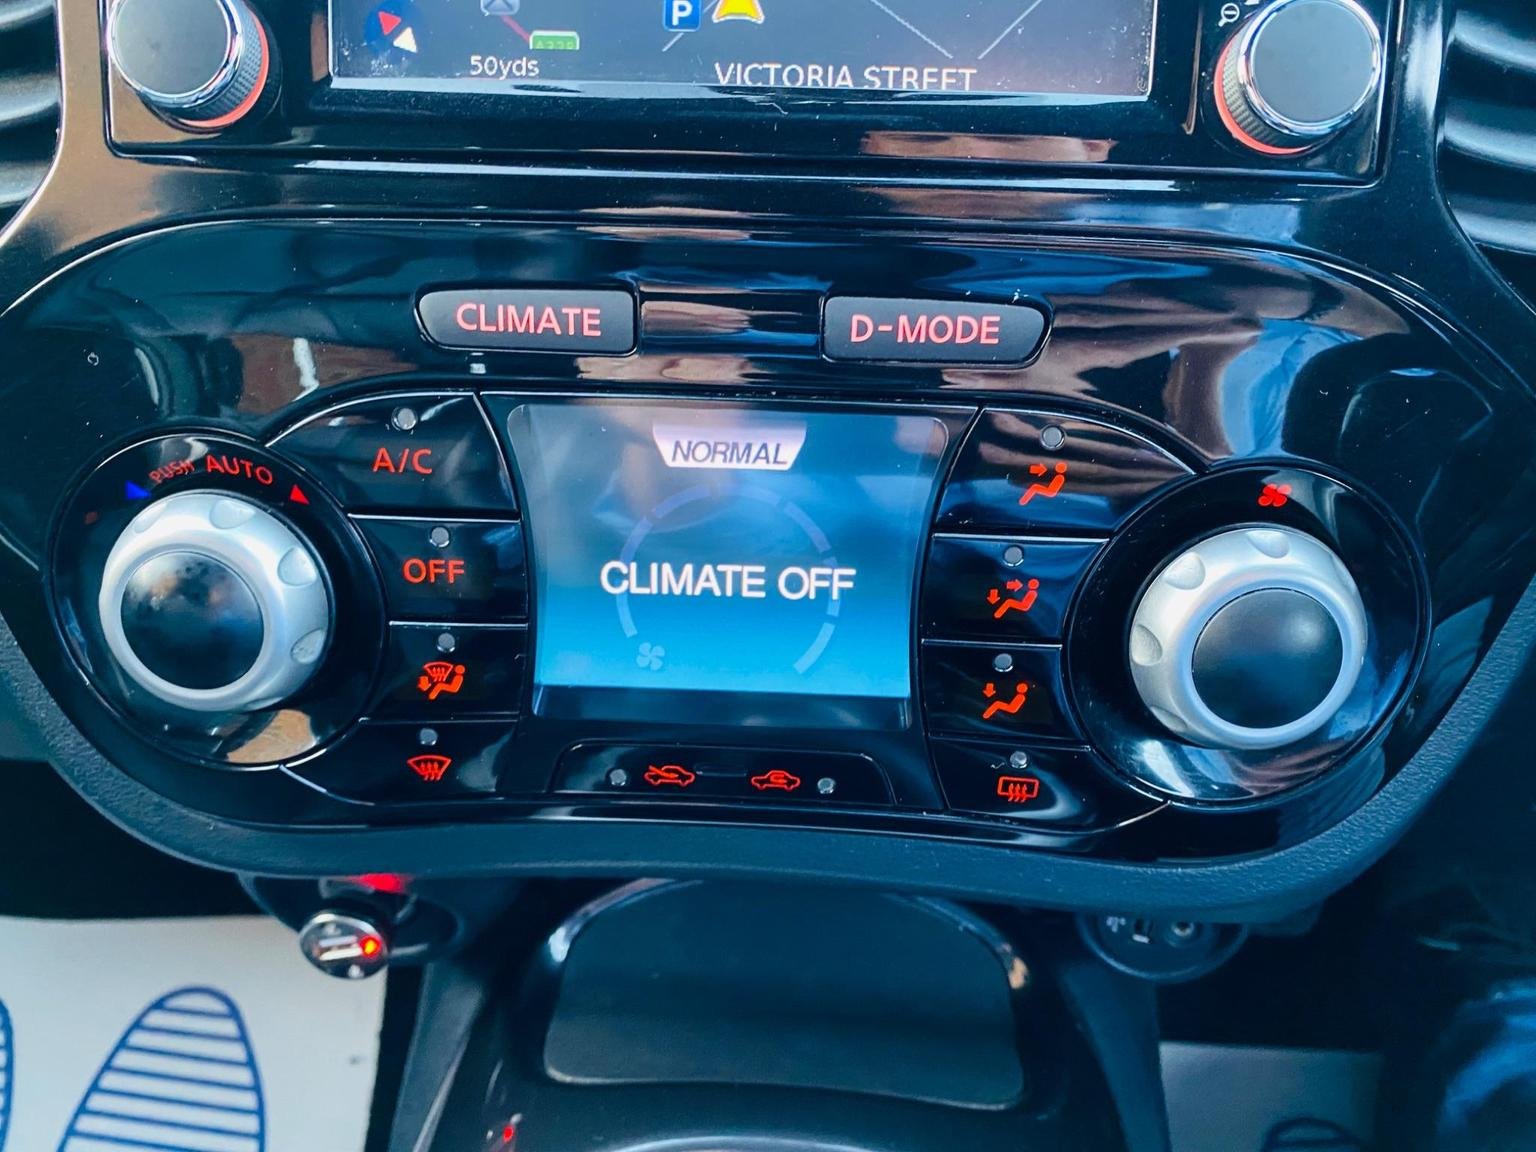 P
50yds
VICTORIA STREET
CLIMATE
D-MODE
PUSH AUTO
A/C
NORMAL
OFF
CLIMATE OFF